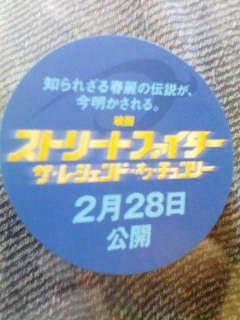 知られざる春麗の伝説が、
今明かされる。
映画
ストリートファイター
ザ・レジェンド・オブ・チュンリー
2月28日
公開